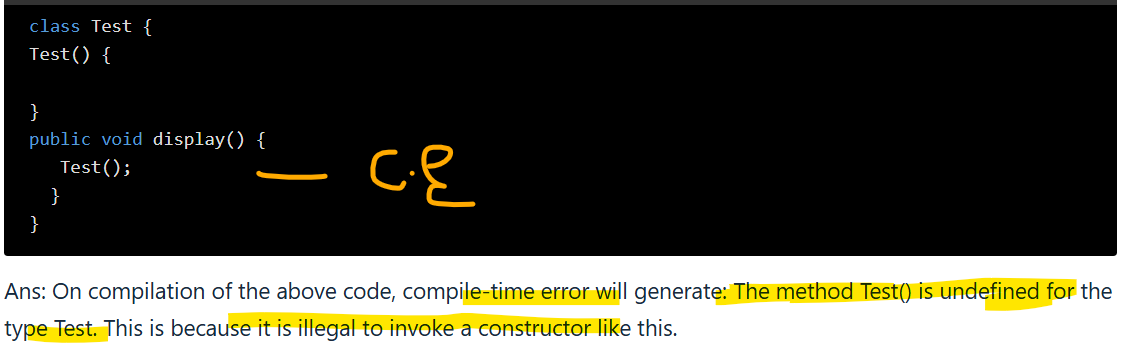 class Test {
Test() {
}
public void display() {
Test(); — C.E
}
}
Ans: On compilation of the above code, compile-time error will generate: The method Test() is undefined for the
type Test. This is because it is illegal to invoke a constructor like this.